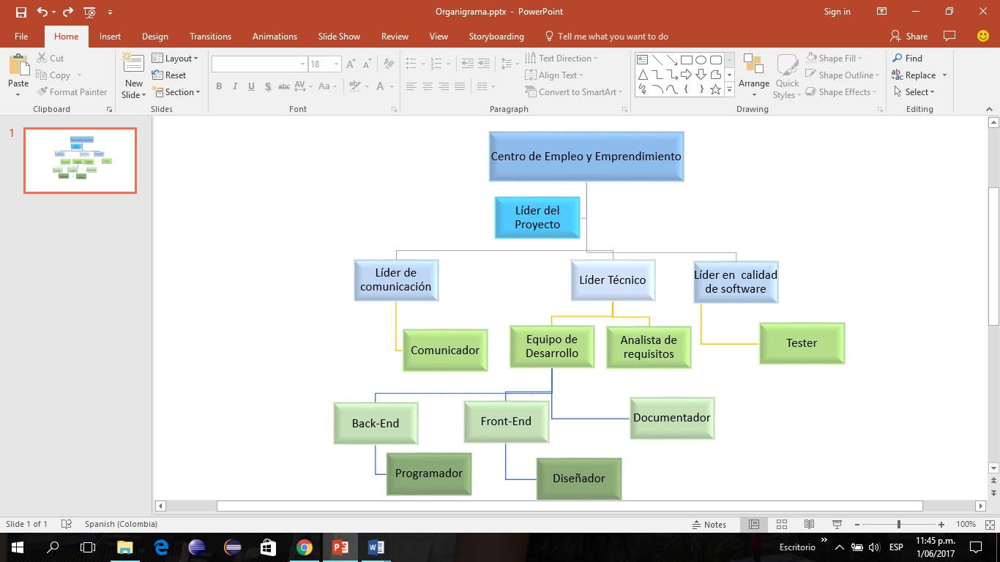 Organigrama.pptx - PowerPoint
Sign in
File Home Insert Design Transitions Animations Slide Show Review View Storyboarding Tell me what you want to do Share
Paste
Cut
Copy
Format Painter
Clipboard
New
Slide
Layout
Reset
Section
Slides
18
B I U S abc AV Aa A
Font
Text Direction
Align Text
Convert to SmartArt
Paragraph
Arrange
Quick
Styles
Shape Fill
Shape Outline
Shape Effects
Drawing
Find
Replace
Select
Editing
1
Centro de Empleo y Emprendimiento
Líder del
Proyecto
Líder de
comunicación
Líder Técnico
Líder en calidad
de software
Comunicador
Equipo de
Desarrollo
Analista de
requisitos
Tester
Back-End
Front-End
Documentador
Programador
Diseñador
Slide 1 of 1
Spanish (Colombia)
Notes
100%
Escritorio
ESP
11:45 p.m.
1/06/2017